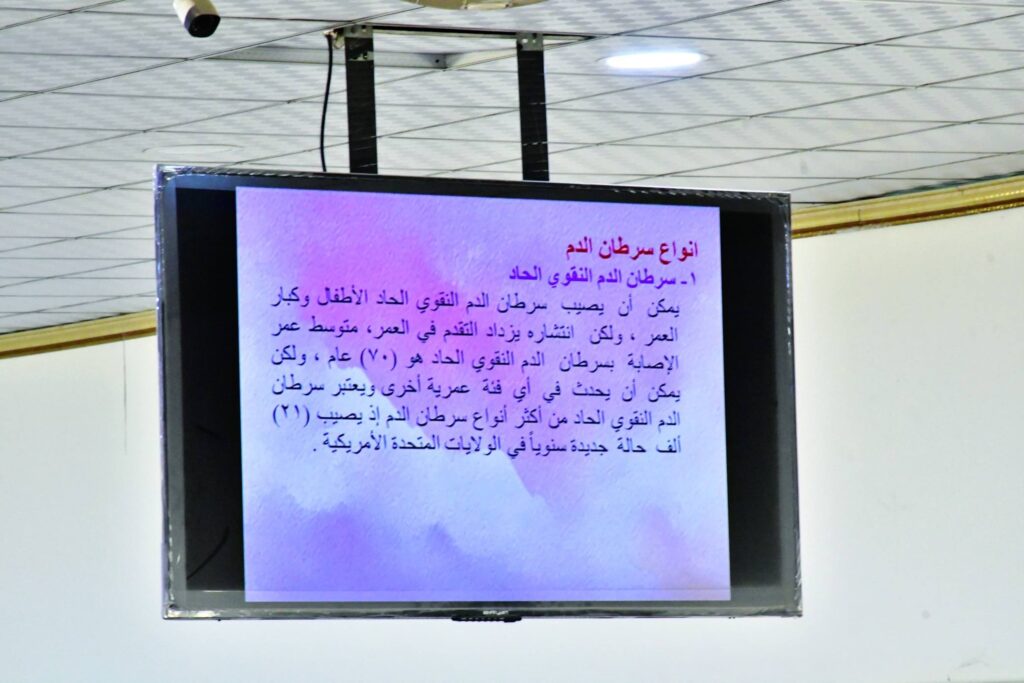 انواع سرطان الدم
١- سرطان الدم النقوي الحاد
يمكن أن يصيب سرطان الدم النقوي الحاد الأطفال وكبار
العمر ، ولكن انتشاره يزداد التقدم في العمر، متوسط عمر
الإصابة بسرطان الدم النقوي الحاد هو (٧٠) عام ، ولكن
يمكن أن يحدث في أي فئة عمرية أخرى ويعتبر سرطان
الدم النقوي الحاد من أكثر أنواع سرطان الدم إذ يصيب (٢١)
ألف حالة جديدة سنوياً في الولايات المتحدة الأمريكية .